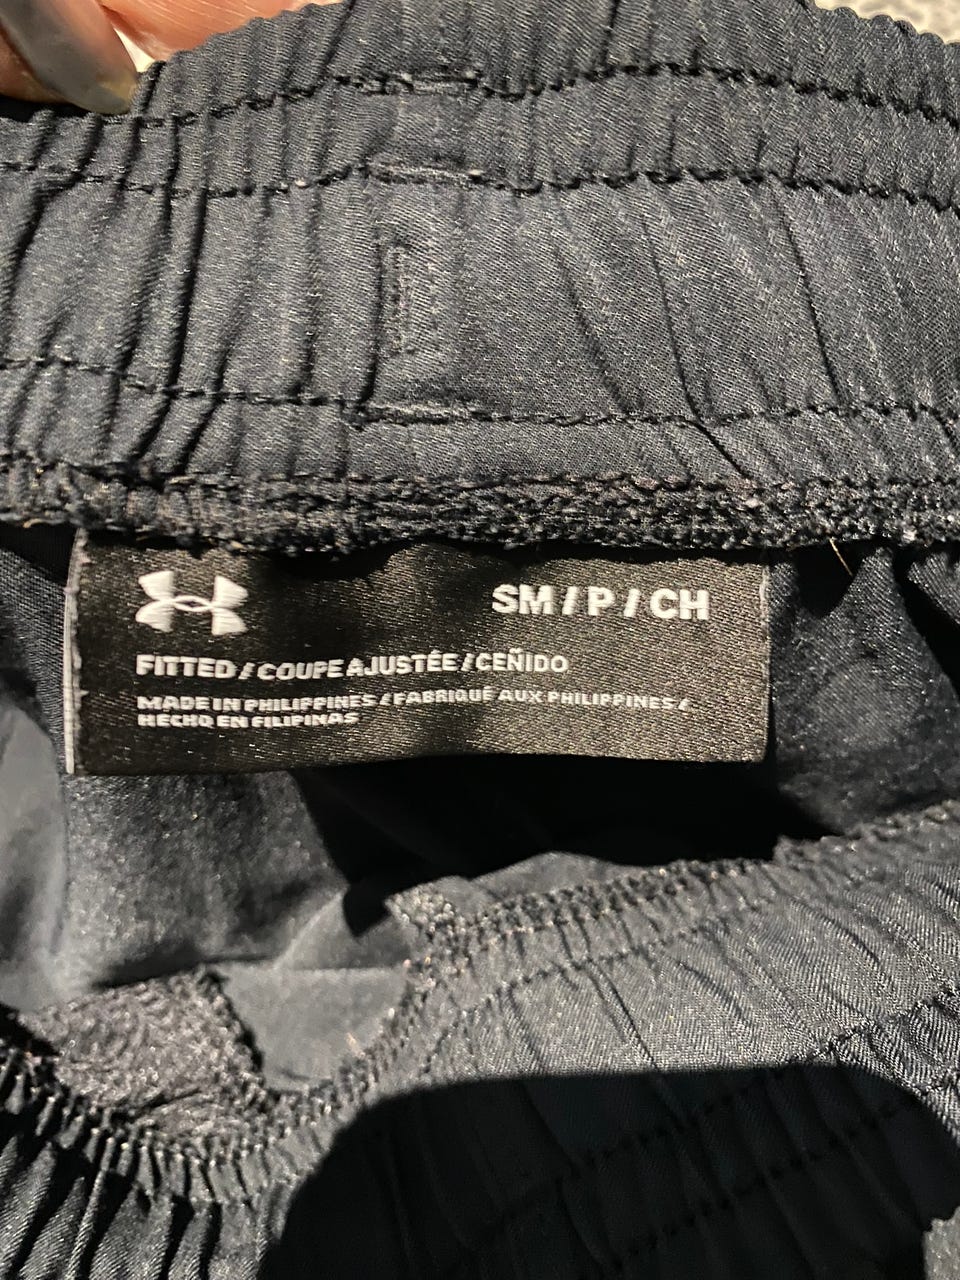 SM / P / CH
FITTED / COUPE AJUSTÉE / CEÑIDO
MADE IN PHILIPPINES / FABRIQUÉ AUX PHILIPPINES /
HECHO EN FILIPINAS